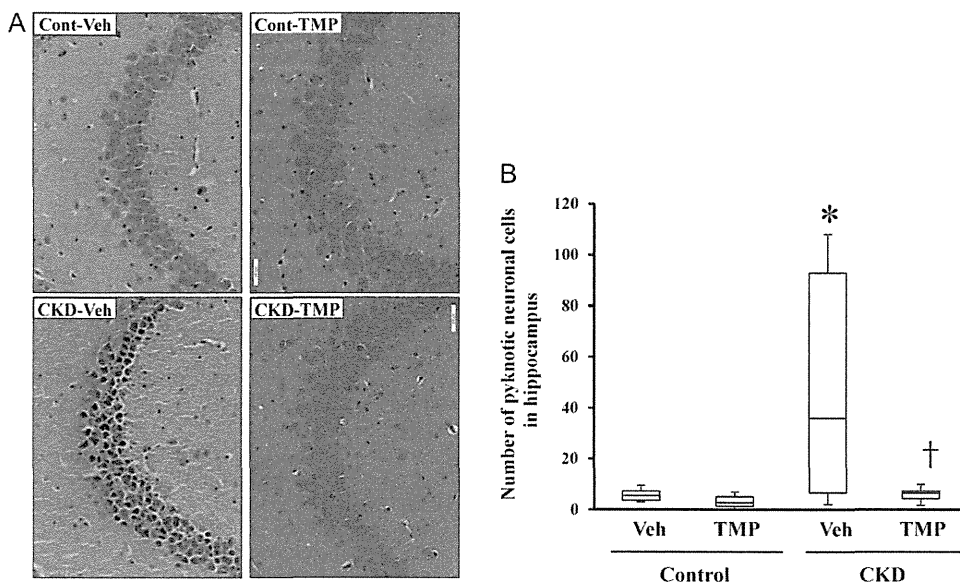 A
Cont-Veh
Cont-TMP
CKD-Veh
CKD-TMP
B
Number of pyknotic neuronal cells
in hippocampus
120
100
80
60
40
20
0
*
†
Veh
TMP
Veh
TMP
Control
CKD